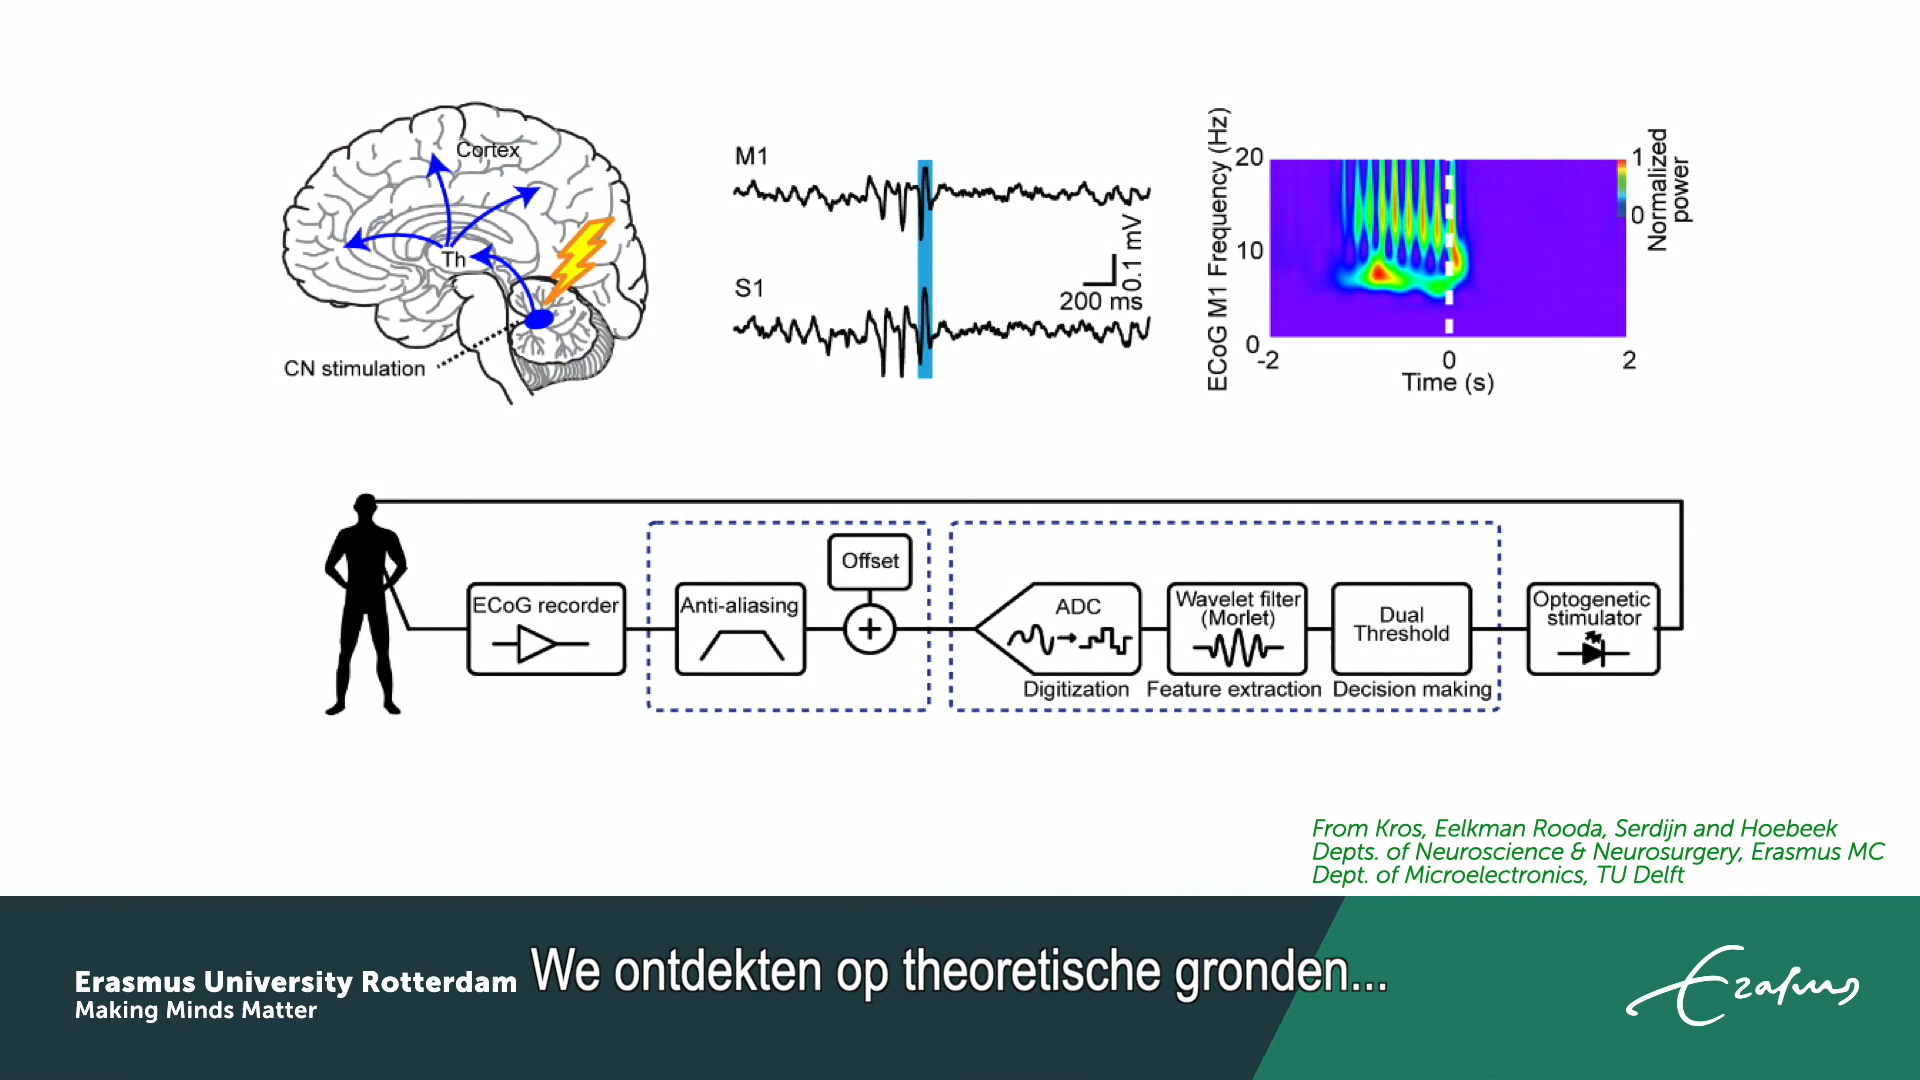 Cortex
Th
CN stimulation
M1
S1
0.1 mV
200 ms
ECoG M1 Frequency (Hz)
20
10
0
-2
0
2
Time (s)
1
0
Normalized
power
ECoG recorder
Anti-aliasing
Offset
+
ADC
Digitization
Wavelet filter
(Morlet)
Feature extraction
Dual
Threshold
Decision making
Optogenetic
stimulator
From Kros, Eelkman Rooda, Serdijn and Hoebeek
Depts. of Neuroscience & Neurosurgery, Erasmus MC
Dept. of Microelectronics, TU Delft
Erasmus University Rotterdam
Making Minds Matter
We ontdekten op theoretische gronden...
Erasmus